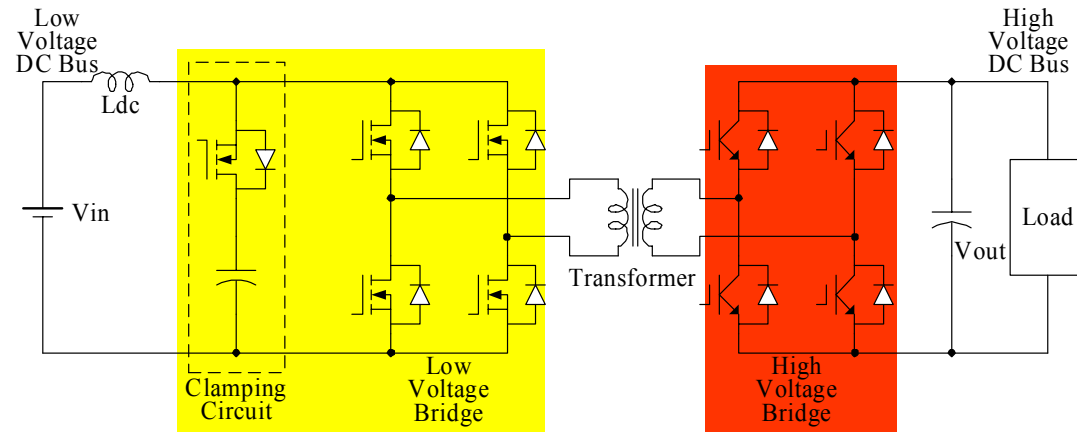 Low
Voltage
DC Bus
Ldc
Vin
Clamping
Circuit
Low
Voltage
Bridge
Transformer
High
Voltage
Bridge
High
Voltage
DC Bus
Vout
Load